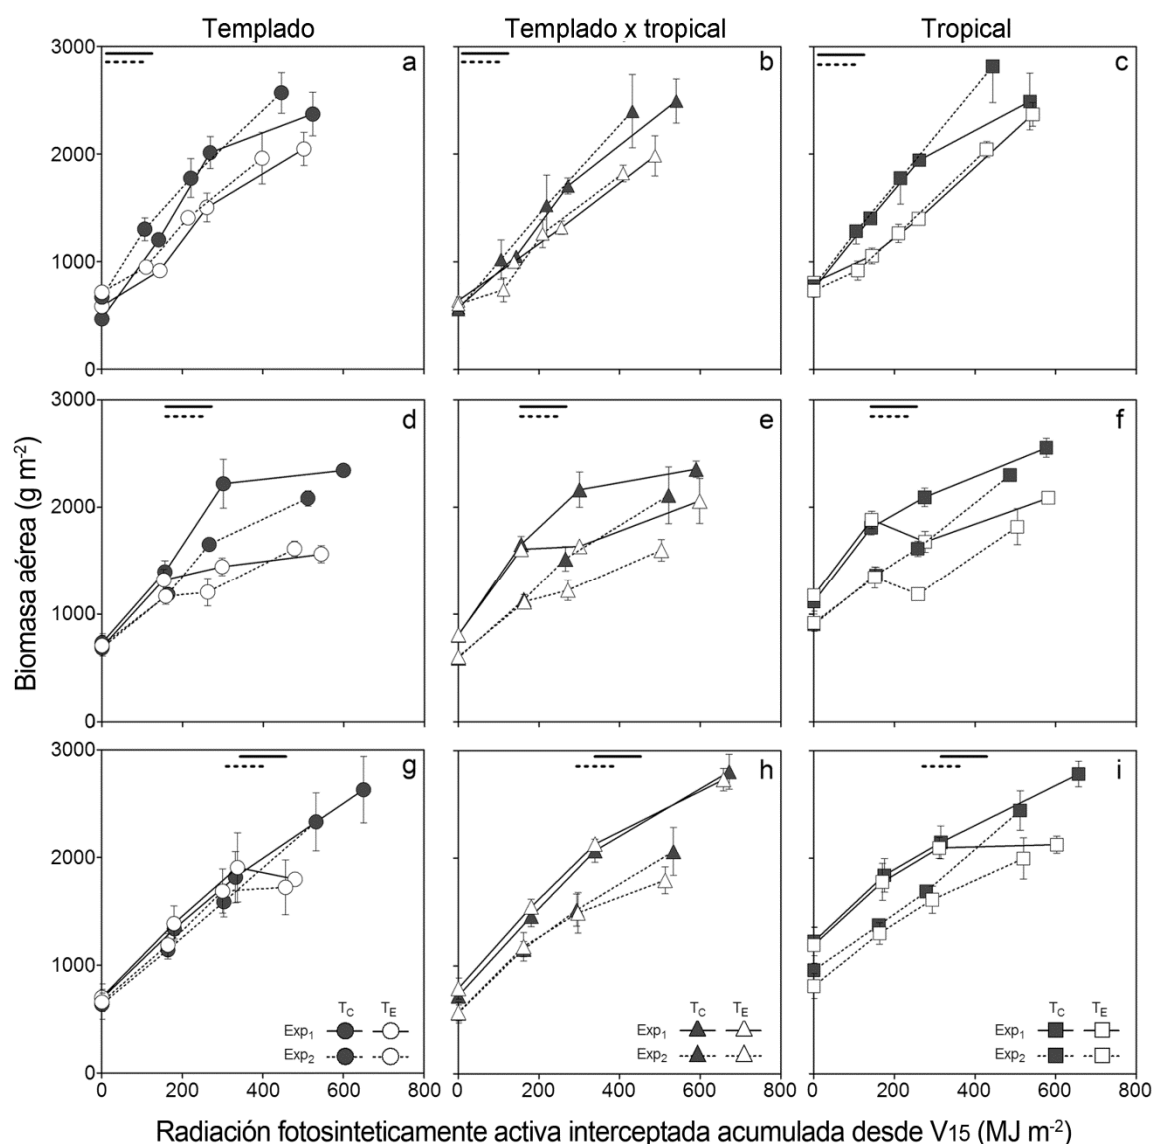 Templado
Templado x tropical
Tropical
3000
2000
1000
0
a
b
c
3000
2000
1000
0
d
e
f
Biomasa aérea (g m-2)
3000
2000
1000
0
g
h
i
TC TE
Exp1
Exp2
TC TE
Exp1
Exp2
TC TE
Exp1
Exp2
0 200 400 600 800
0 200 400 600 800
0 200 400 600 800
Radiación fotosinteticamente activa interceptada acumulada desde V15 (MJ m-2)